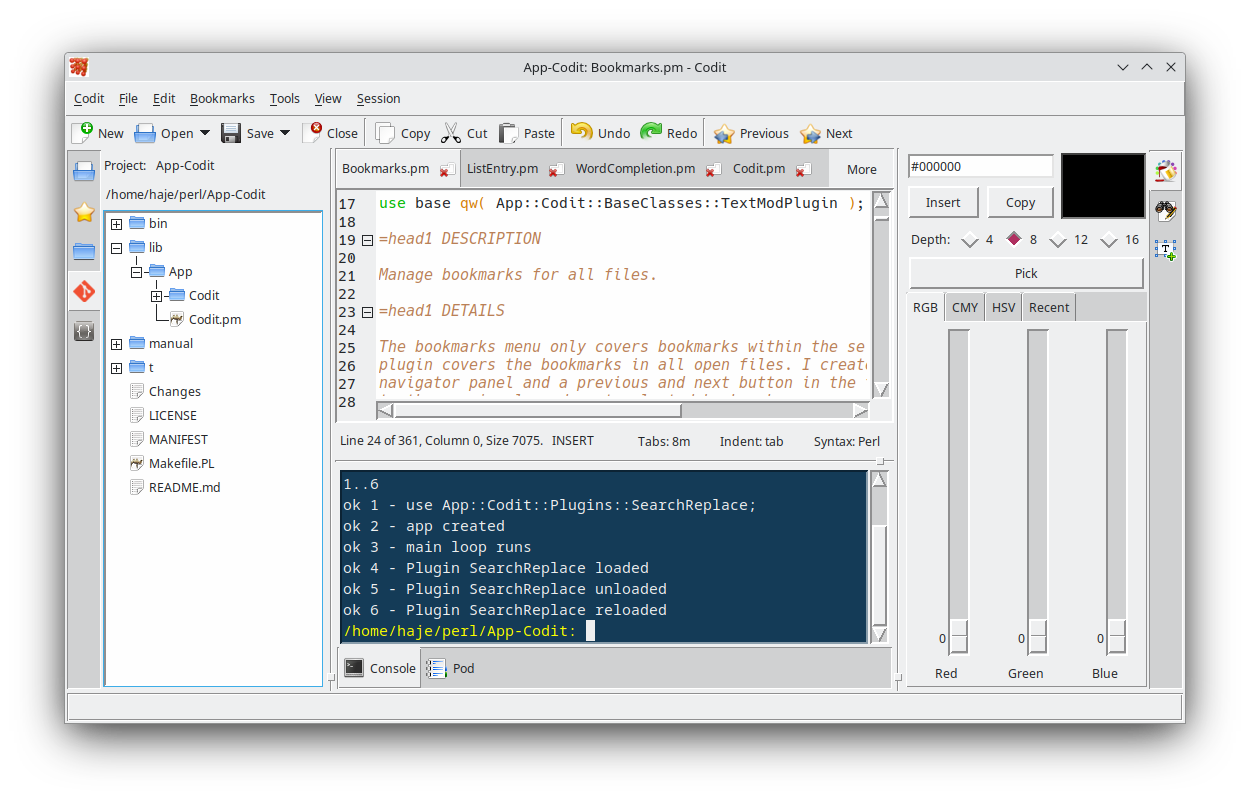 App-Codit: Bookmarks.pm - Codit
Codit File Edit Bookmarks Tools View Session
New Open Save Close Copy Cut Paste Undo Redo Previous Next
Project: App-Codit
/home/haje/perl/App-Codit
bin
lib
App
Codit
Codit.pm
manual
t
Changes
LICENSE
MANIFEST
Makefile.PL
README.md
Bookmarks.pm ListEntry.pm WordCompletion.pm Codit.pm More
17 use base qw( App::Codit::BaseClasses::TextModPlugin );
18
19 =head1 DESCRIPTION
20
21 Manage bookmarks for all files.
22
23 =head1 DETAILS
24
25 The bookmarks menu only covers bookmarks within the se
26 plugin covers the bookmarks in all open files. I creat
27 navigator panel and a previous and next button in the
28
Line 24 of 361, Column 0, Size 7075. INSERT Tabs: 8m Indent: tab Syntax: Perl
1..6
ok 1 - use App::Codit::Plugins::SearchReplace;
ok 2 - app created
ok 3 - main loop runs
ok 4 - Plugin SearchReplace loaded
ok 5 - Plugin SearchReplace unloaded
ok 6 - Plugin SearchReplace reloaded
/home/haje/perl/App-Codit:
Console Pod
#000000
Insert Copy
Depth: 4 8 12 16
Pick
RGB CMY HSV Recent
0 0 0
Red Green Blue